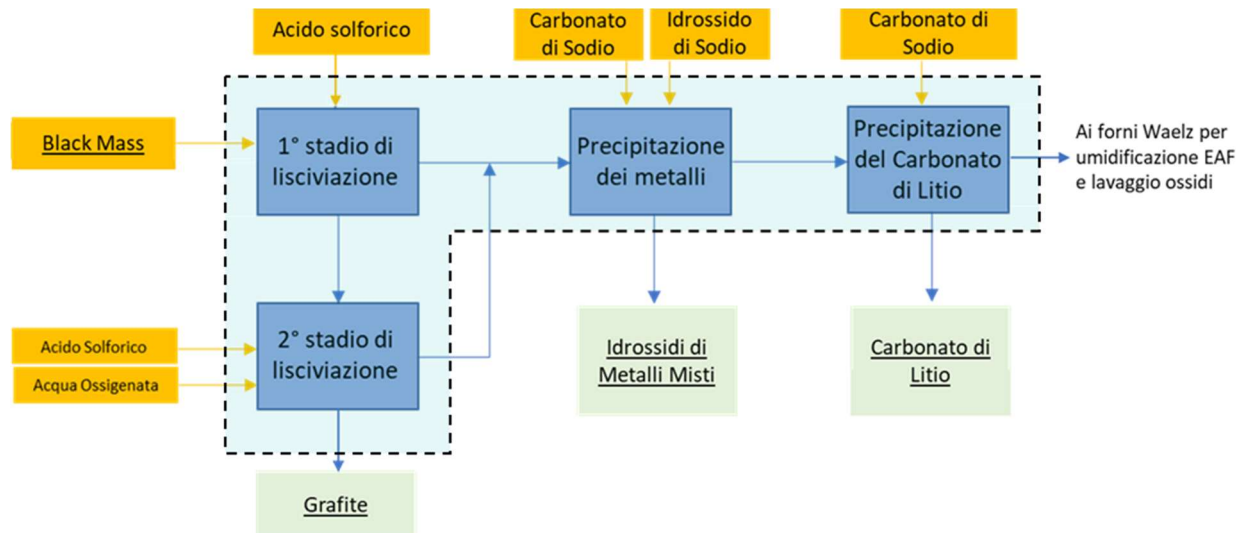 Acido solforico
Carbonato
di Sodio
Idrossido
di Sodio
Carbonato di
Sodio
Black Mass
1° stadio di
lisciviazione
Precipitazione
dei metalli
Precipitazione
del Carbonato
di Litio
Ai forni Waelz per
umidificazione EAF
e lavaggio ossidi
Acido Solforico
Acqua Ossigenata
2° stadio di
lisciviazione
Idrossidi di
Metalli Misti
Carbonato di
Litio
Grafite